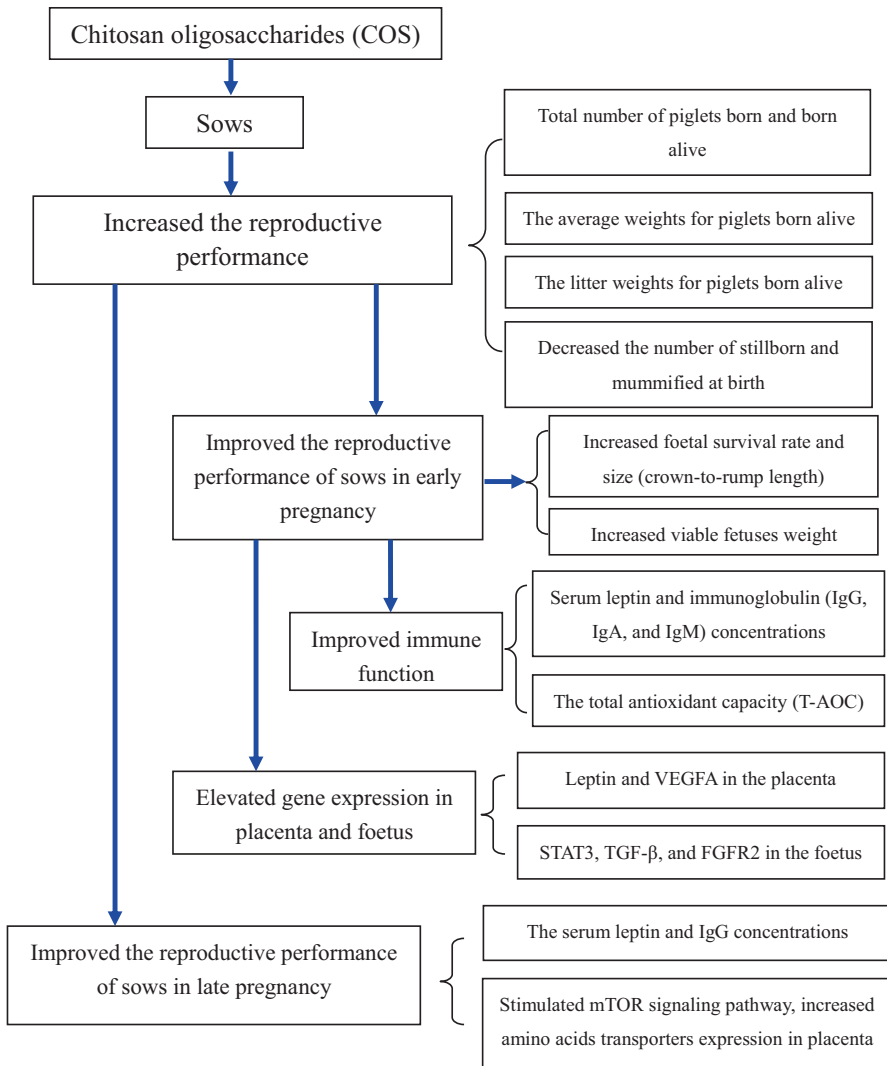 Chitosan oligosaccharides (COS)
Sows
Increased the reproductive
performance
Total number of piglets born and born
alive
The average weights for piglets born alive
The litter weights for piglets born alive
Decreased the number of stillborn and
mummified at birth
Improved the reproductive
performance of sows in early
pregnancy
Increased foetal survival rate and
size (crown-to-rump length)
Increased viable fetuses weight
Improved immune
function
Serum leptin and immunoglobulin (IgG,
IgA, and IgM) concentrations
The total antioxidant capacity (T-AOC)
Elevated gene expression in
placenta and foetus
Leptin and VEGFA in the placenta
STAT3, TGF-β, and FGFR2 in the foetus
Improved the reproductive performance
of sows in late pregnancy
The serum leptin and IgG concentrations
Stimulated mTOR signaling pathway, increased
amino acids transporters expression in placenta